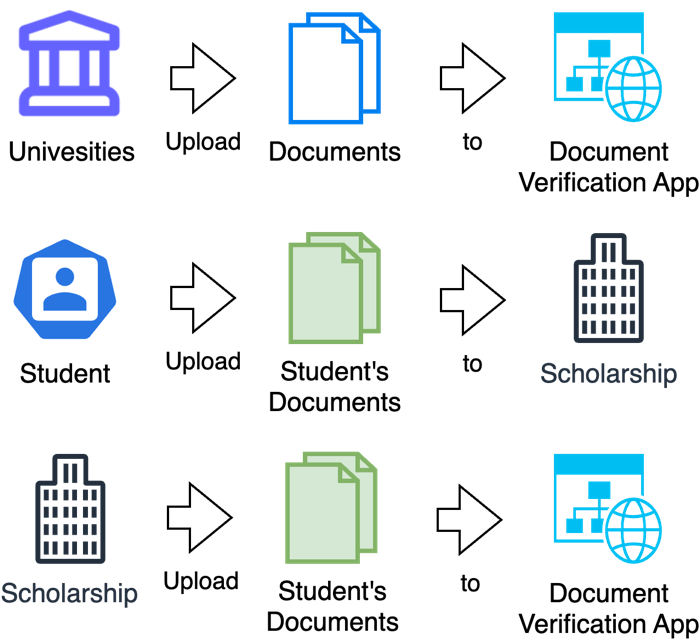 Univesities
Upload
Documents
to
Document
Verification App
Student
Upload
Student's
Documents
to
Scholarship
Scholarship
Upload
Student's
Documents
to
Document
Verification App